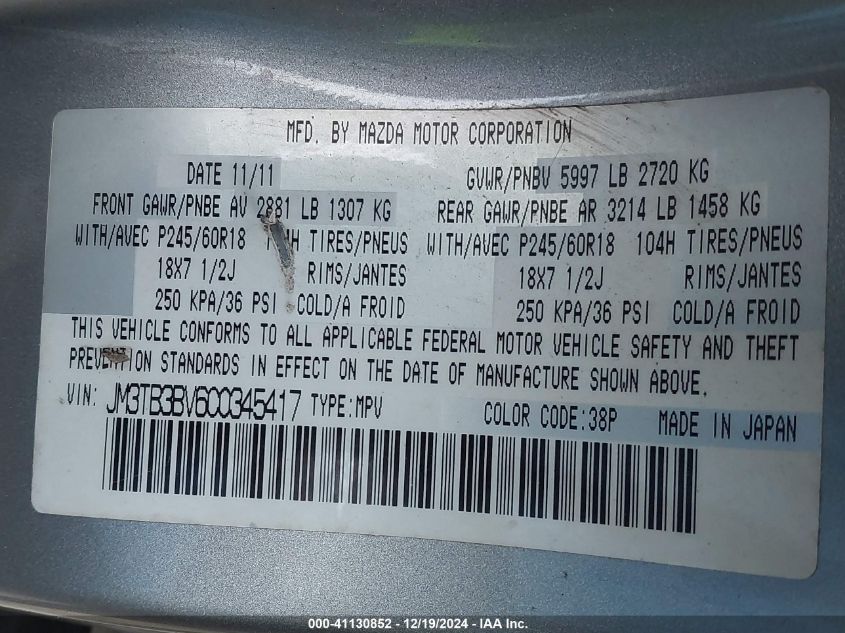 MFD. BY MAZDA MOTOR CORPORATION
DATE 11/11 GVWR/PNBV 5997 LB 2720 KG
FRONT GAWR/PNBE AV 2881 LB 1307 KG REAR GAWR/PNBE AR 3214 LB 1458 KG
WITH/AVEC P245/60R18 TIRES/PNEUS WITH/AVEC P245/60R18 104H TIRES/PNEUS
18X7 1/2J RIMS/JANTES 18X7 1/2J RIMS/JANTES
250 KPA/36 PSI COLD/A FROID 250 KPA/36 PSI COLD/A FROID
THIS VEHICLE CONFORMS TO ALL APPLICABLE FEDERAL MOTOR VEHICLE SAFETY AND THEFT
PREVENTION STANDARDS IN EFFECT ON THE DATE OF MANUFACTURE SHOWN ABOVE.
VIN: JM3TB3BV6C0345417 TYPE:MPV COLOR CODE:38P MADE IN JAPAN
000-41130852 - 12/19/2024 - IAA Inc.